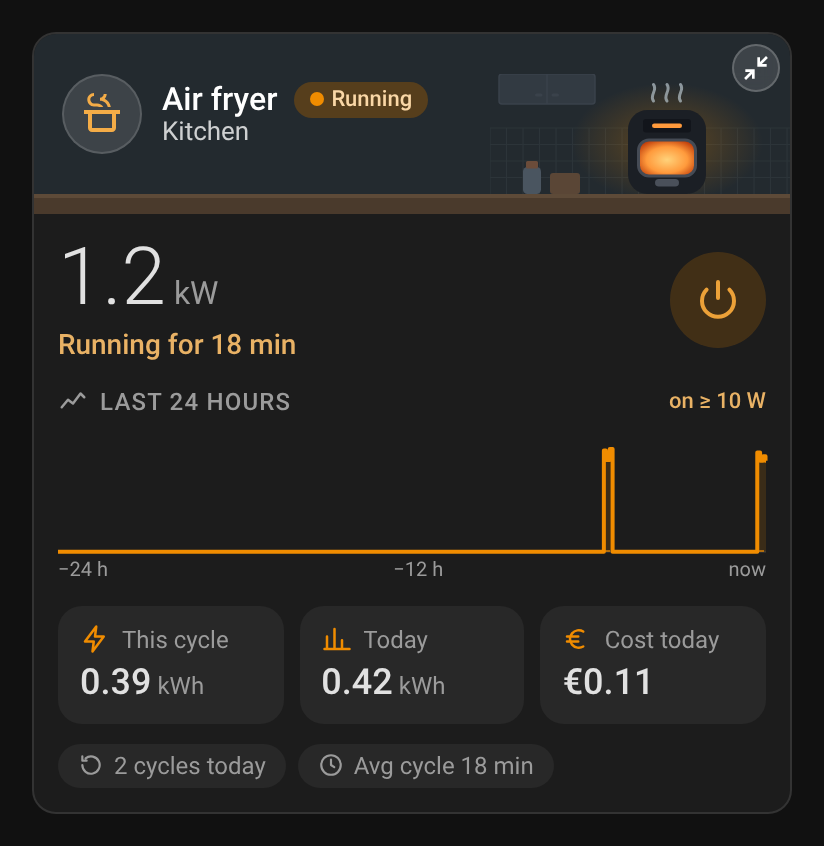 Air fryer
Running
Kitchen
1.2 kW
Running for 18 min
LAST 24 HOURS
on ≥ 10 W
−24 h
−12 h
now
This cycle
0.39 kWh
Today
0.42 kWh
Cost today
€0.11
2 cycles today
Avg cycle 18 min